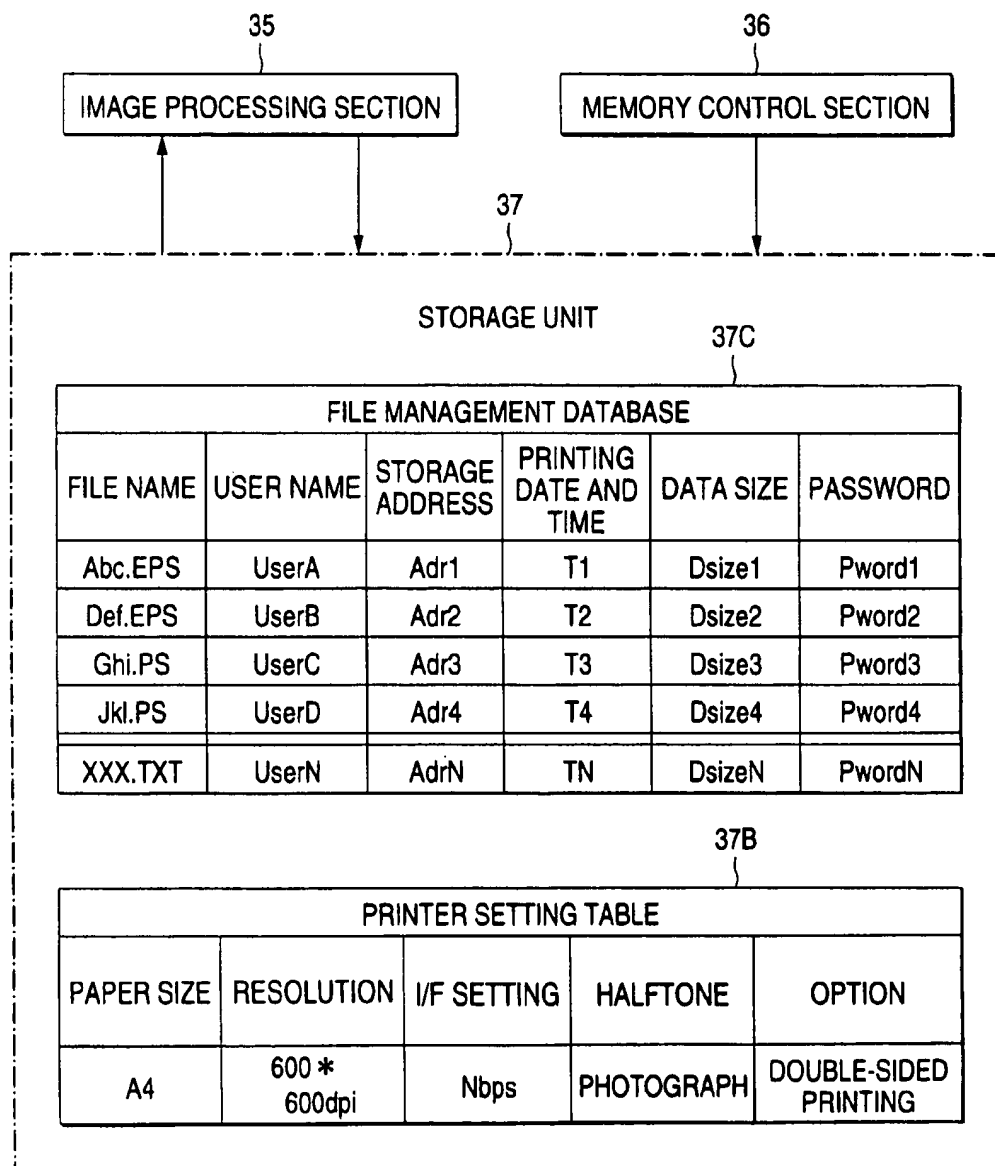 35
36
IMAGE PROCESSING SECTION
MEMORY CONTROL SECTION
37
STORAGE UNIT
37C
FILE MANAGEMENT DATABASE
FILE NAME USER NAME STORAGE ADDRESS PRINTING DATE AND TIME DATA SIZE PASSWORD
Abc.EPS UserA Adr1 T1 Dsize1 Pword1
Def.EPS UserB Adr2 T2 Dsize2 Pword2
Ghi.PS UserC Adr3 T3 Dsize3 Pword3
Jkl.PS UserD Adr4 T4 Dsize4 Pword4
XXX.TXT UserN AdrN TN DsizeN PwordN
37B
PRINTER SETTING TABLE
PAPER SIZE RESOLUTION I/F SETTING HALFTONE OPTION
A4 600 * 600dpi Nbps PHOTOGRAPH DOUBLE-SIDED PRINTING